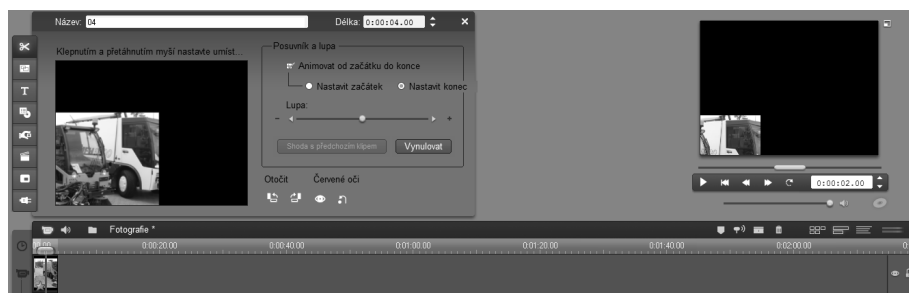 Název: 04 Délka: 0:00:04.00
Klepnutím a přetáhnutím myší nastavte umíst...
Posuvník a lupa
Animovat od začátku do konce
Nastavit začátek Nastavit konec
Lupa:
- +
Shoda s předchozím klipem Vynulovat
Otočit Červené oči
0:00:02.00
Fotografie *
0:00:20.00 0:00:40.00 0:01:00.00 0:01:20.00 0:01:40.00 0:02:00.00